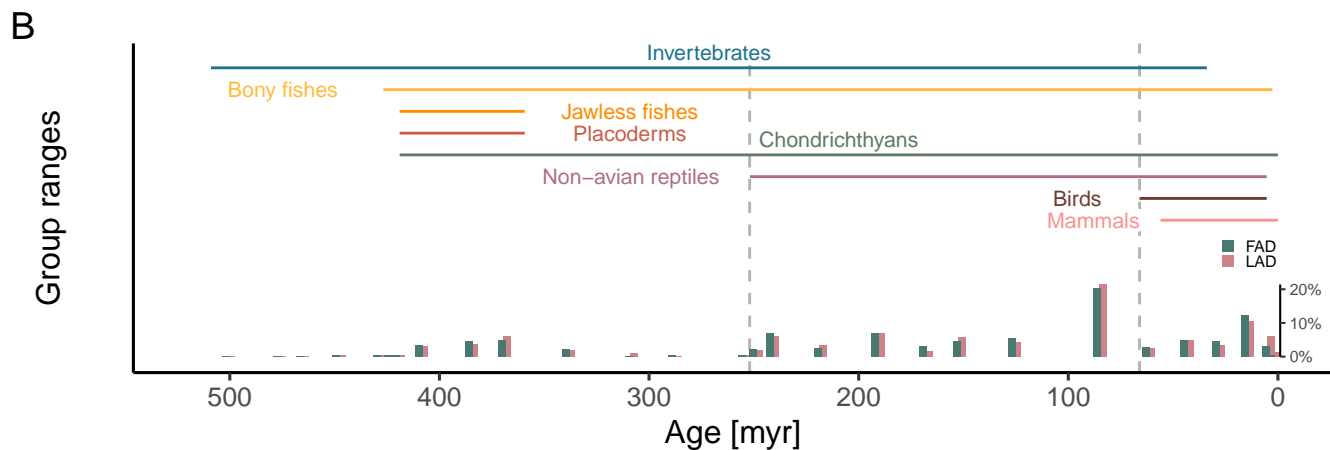 B
Group ranges
Invertebrates
Bony fishes
Jawless fishes
Placoderms
Chondrichthyans
Non−avian reptiles
Birds
Mammals
FAD
LAD
20%
10%
0%
500 400 300 200 100 0
Age [myr]